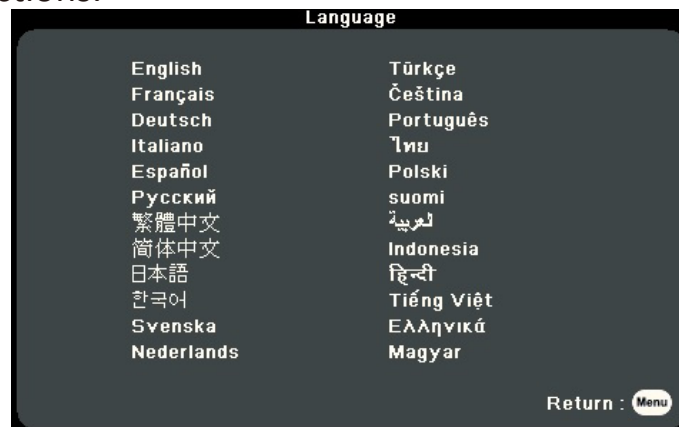 Language
English
Français
Deutsch
Italiano
Español
Русский
繁體中文
简体中文
日本語
한국어
Svenska
Nederlands
Türkçe
Čeština
Português
ไทย
Polski
suomi
العربية
Indonesia
हिन्दी
Tiếng Việt
Ελληνικά
Magyar
Return : Menu